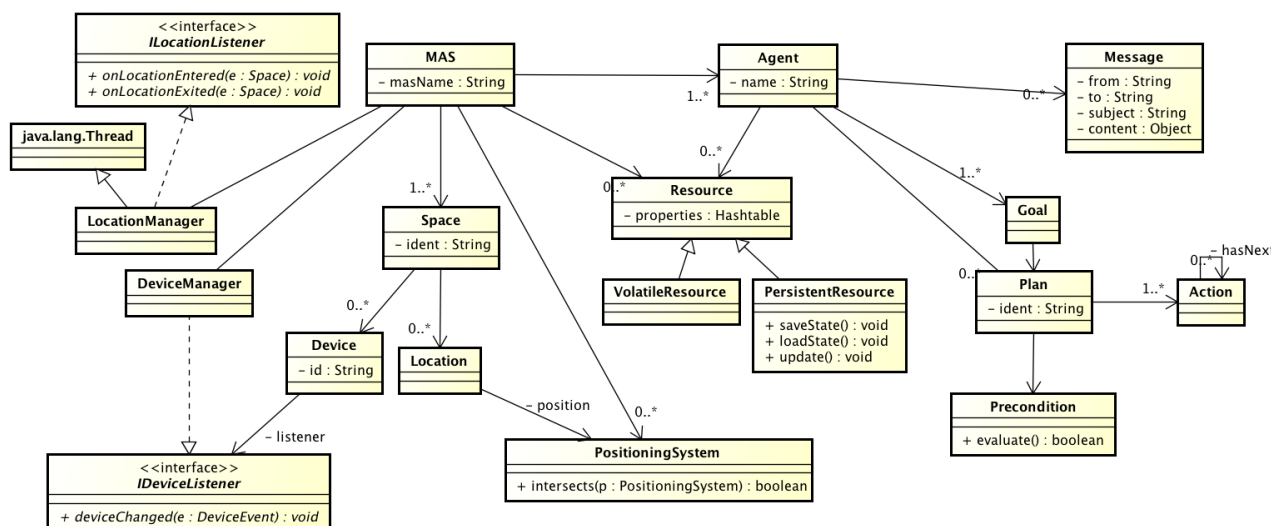 <<interface>>
ILocationListener
+ onLocationEntered(e : Space) : void
+ onLocationExited(e : Space) : void
MAS
- masName : String
Agent
- name : String
Message
- from : String
- to : String
- subject : String
- content : Object
1..*
0..*
java.lang.Thread
0..*
1..*
1..*
0..*
Resource
- properties : Hashtable
LocationManager
Space
- ident : String
Goal
- hasNext
0..*
DeviceManager
VolatileResource
PersistentResource
+ saveState() : void
+ loadState() : void
+ update() : void
0..*
Plan
- ident : String
1..*
Action
0..*
0..*
Device
- id : String
Location
- position
0..*
Precondition
+ evaluate() : boolean
- listener
PositioningSystem
+ intersects(p : PositioningSystem) : boolean
<<interface>>
IDeviceListener
+ deviceChanged(e : DeviceEvent) : void